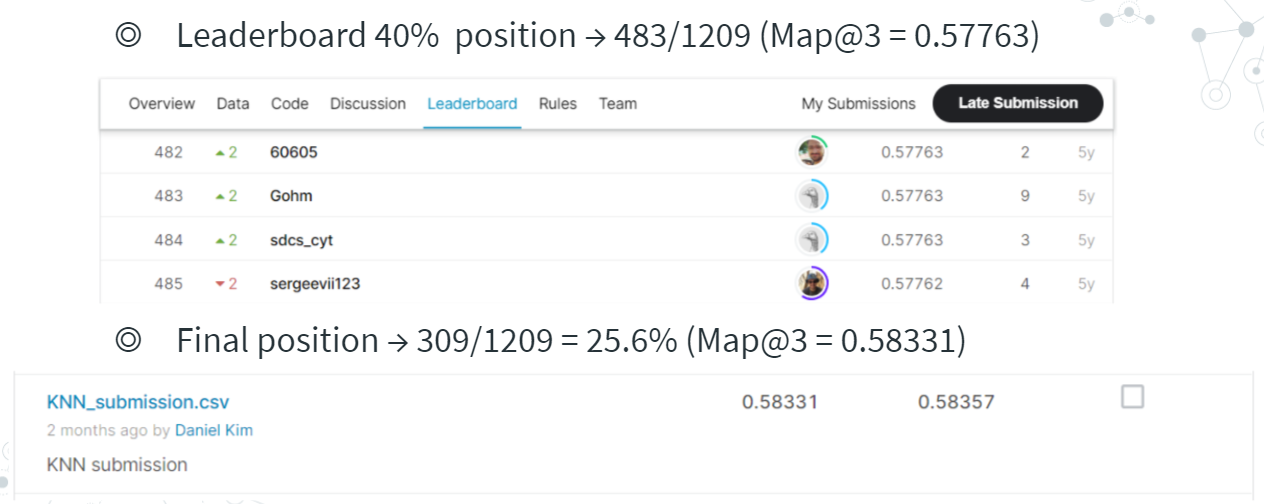 Leaderboard 40% position → 483/1209 (Map@3 = 0.57763)
Overview Data Code Discussion Leaderboard Rules Team My Submissions Late Submission
482 2 60605 0.57763 2 5y
483 2 Gohm 0.57763 9 5y
484 2 sdcs_cyt 0.57763 3 5y
485 2 sergeevii123 0.57762 4 5y
Final position → 309/1209 = 25.6% (Map@3 = 0.58331)
KNN_submission.csv 0.58331 0.58357
2 months ago by Daniel Kim
KNN submission